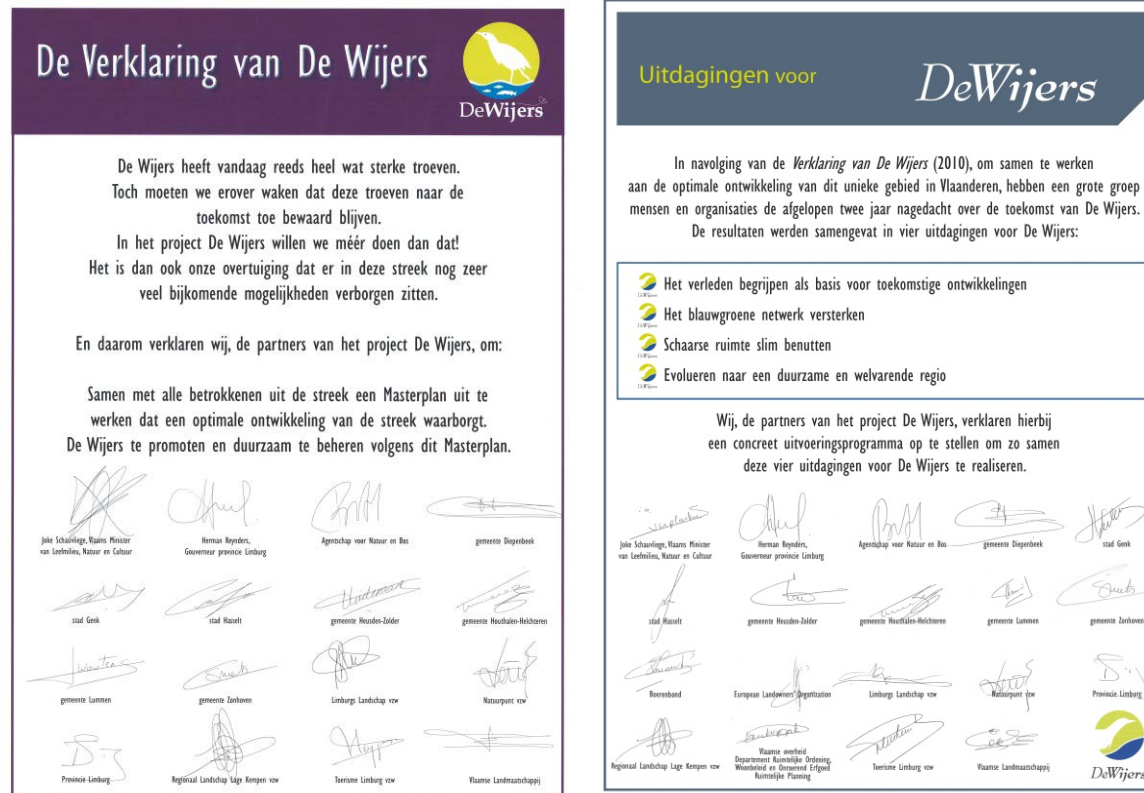 De Verklaring van De Wijers
DeWijers
De Wijers heeft vandaag reeds heel wat sterke troeven.
Toch moeten we erover waken dat deze troeven naar de
toekomst toe bewaard blijven.
In het project De Wijers willen we méér doen dan dat!
Het is dan ook onze overtuiging dat er in deze streek nog zeer
veel bijkomende mogelijkheden verborgen zitten.
En daarom verklaren wij, de partners van het project De Wijers, om:
Samen met alle betrokkenen uit de streek een Masterplan uit te
werken dat een optimale ontwikkeling van de streek waarborgt.
De Wijers te promoten en duurzaam te beheren volgens dit Masterplan.
Joke Schauvliege, Vlaams Minister
van Leefmilieu, Natuur en Cultuur
Herman Reynders,
Gouverneur provincie Limburg
Agentschap voor Natuur en Bos
gemeente Diepenbeek
stad Genk
stad Hasselt
gemeente Heusden-Zolder
gemeente Houthalen-Helchteren
gemeente Lummen
gemeente Zonhoven
Limburgs Landschap vzw
Natuurpunt vzw
Provincie Limburg
Regionaal Landschap Lage Kempen vzw
Toerisme Limburg vzw
Vlaamse Landmaatschappij
Uitdagingen voor
DeWijers
In navolging van de Verklaring van De Wijers (2010), om samen te werken
aan de optimale ontwikkeling van dit unieke gebied in Vlaanderen, hebben een grote groep
mensen en organisaties de afgelopen twee jaar nagedacht over de toekomst van De Wijers.
De resultaten werden samengevat in vier uitdagingen voor De Wijers:
Het verleden begrijpen als basis voor toekomstige ontwikkelingen
Het blauwgroene netwerk versterken
Schaarse ruimte slim benutten
Evolueren naar een duurzame en welvarende regio
Wij, de partners van het project De Wijers, verklaren hierbij
een concreet uitvoeringsprogramma op te stellen om zo samen
deze vier uitdagingen voor De Wijers te realiseren.
Joke Schauvliege, Vlaams Minister
van Leefmilieu, Natuur en Cultuur
Herman Reynders,
Gouverneur provincie Limburg
Agentschap voor Natuur en Bos
gemeente Diepenbeek
stad Genk
stad Hasselt
gemeente Heusden-Zolder
gemeente Houthalen-Helchteren
gemeente Lummen
gemeente Zonhoven
Boerenbond
European Landowners' Organization
Limburgs Landschap vzw
Natuurpunt vzw
Provincie Limburg
Regionaal Landschap Lage Kempen vzw
Vlaamse overheid
Departement Ruimtelijke Ordening,
Woonbeleid en Onroerend Erfgoed
Ruimtelijke Planning
Toerisme Limburg vzw
Vlaamse Landmaatschappij
DeWijers